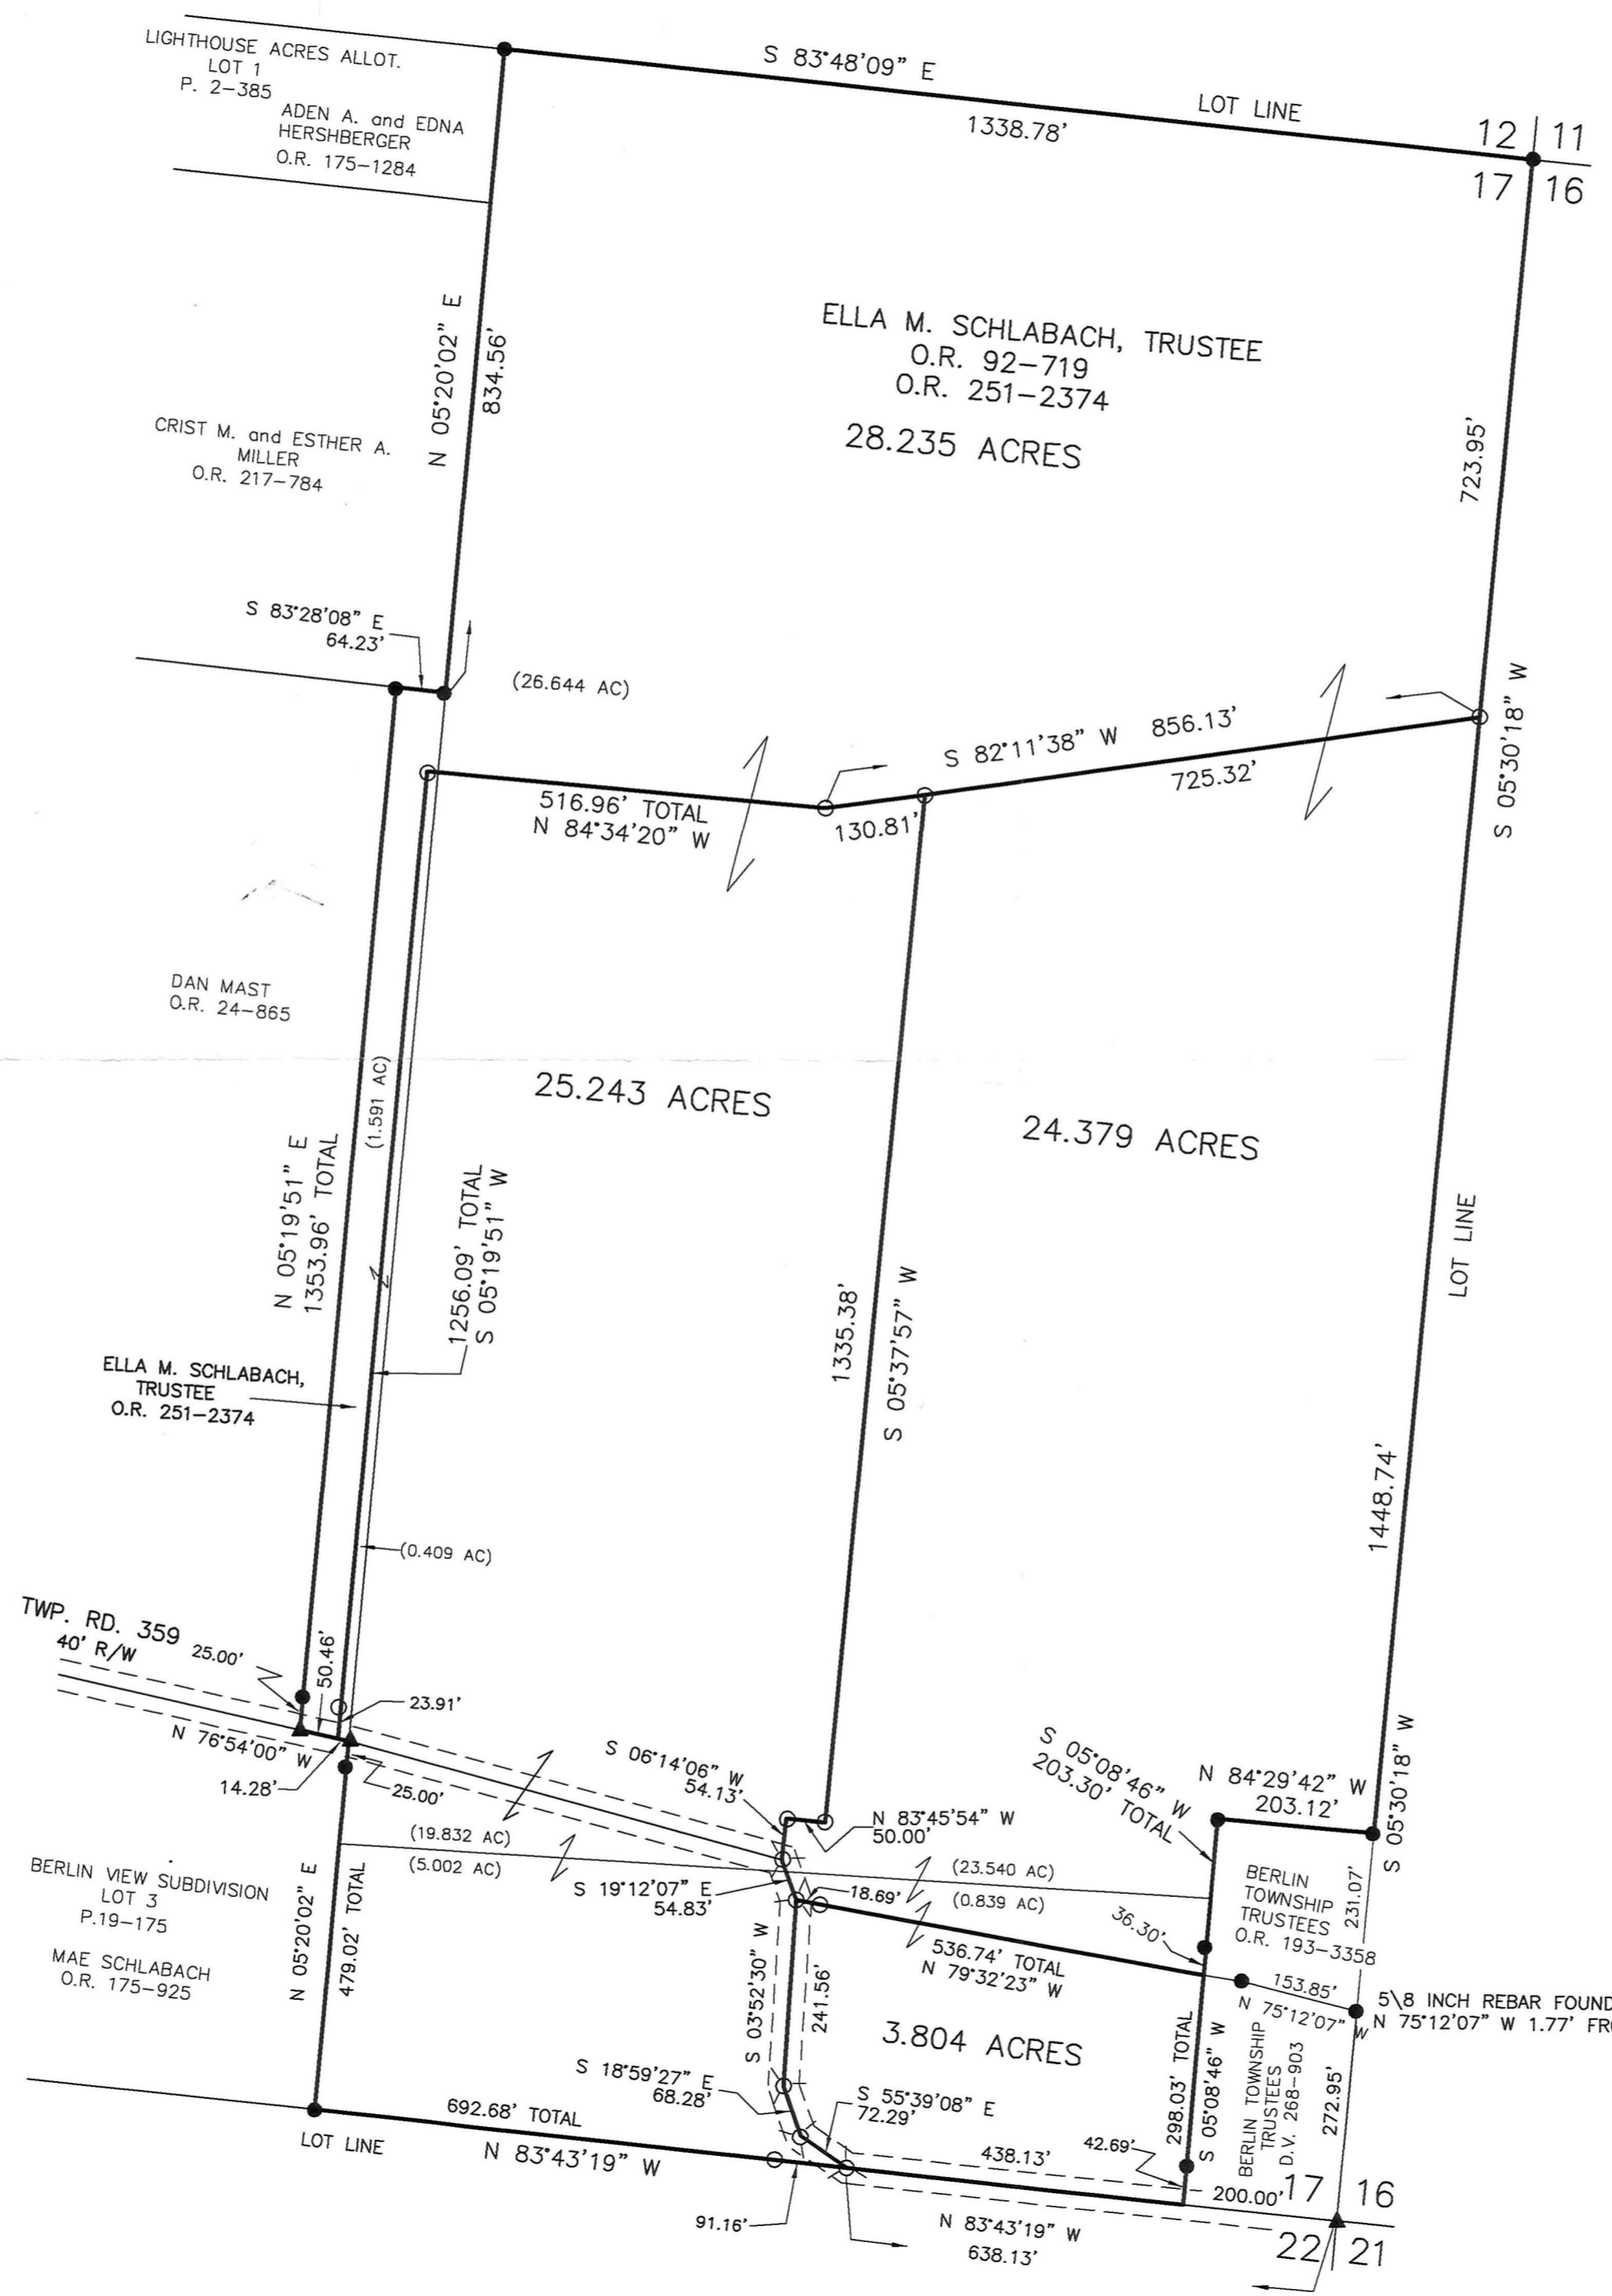 LIGHTHOUSE ACRES ALLOT.
LOT 1
P. 2-385
ADEN A. and EDNA
HERSHBERGER
O.R. 175-1284
S 83°48'09" E
1338.78'
LOT LINE
12
11
17
16
N 05°20'02" E
834.56'
ELLA M. SCHLABACH, TRUSTEE
O.R. 92-719
O.R. 251-2374
28.235 ACRES
723.95'
CRIST M. and ESTHER A.
MILLER
O.R. 217-784
S 83°28'08" E
64.23'
(26.644 AC)
S 82°11'38" W 856.13'
725.32'
S 05°30'18" W
516.96' TOTAL
N 84°34'20" W
130.81'
DAN MAST
O.R. 24-865
(1.591 AC)
25.243 ACRES
24.379 ACRES
N 05°19'51" E
1353.96' TOTAL
1256.09' TOTAL
S 05°19'51" W
1335.38'
S 05°37'57" W
LOT LINE
1448.74'
ELLA M. SCHLABACH,
TRUSTEE
O.R. 251-2374
(0.409 AC)
TWP. RD. 359
40' R/W
25.00'
50.46'
23.91'
N 76°54'00" W
14.28'
25.00'
S 06°14'06" W
54.13'
N 83°45'54" W
50.00'
S 05°08'46" W
203.30' TOTAL
N 84°29'42" W
203.12'
S 05°30'18" W
(19.832 AC)
(5.002 AC)
(23.540 AC)
(0.839 AC)
S 19°12'07" E
54.83'
18.69'
36.30'
BERLIN
TOWNSHIP
TRUSTEES
O.R. 193-3358
231.07'
BERLIN VIEW SUBDIVISION
LOT 3
P.19-175
MAE SCHLABACH
O.R. 175-925
N 05°20'02" E
479.02' TOTAL
536.74' TOTAL
N 79°32'23" W
153.85'
N 75°12'07" W
5\8 INCH REBAR FOUND
N 75°12'07" W 1.77' FRO
S 03°52'30" W
241.56'
3.804 ACRES
298.03' TOTAL
S 05°08'46" W
BERLIN TOWNSHIP
TRUSTEES
D.V. 268-903
272.95'
S 18°59'27" E
68.28'
S 55°39'08" E
72.29'
692.68' TOTAL
N 83°43'19" W
LOT LINE
438.13'
42.69'
200.00'
17
16
22
21
91.16'
N 83°43'19" W
638.13'